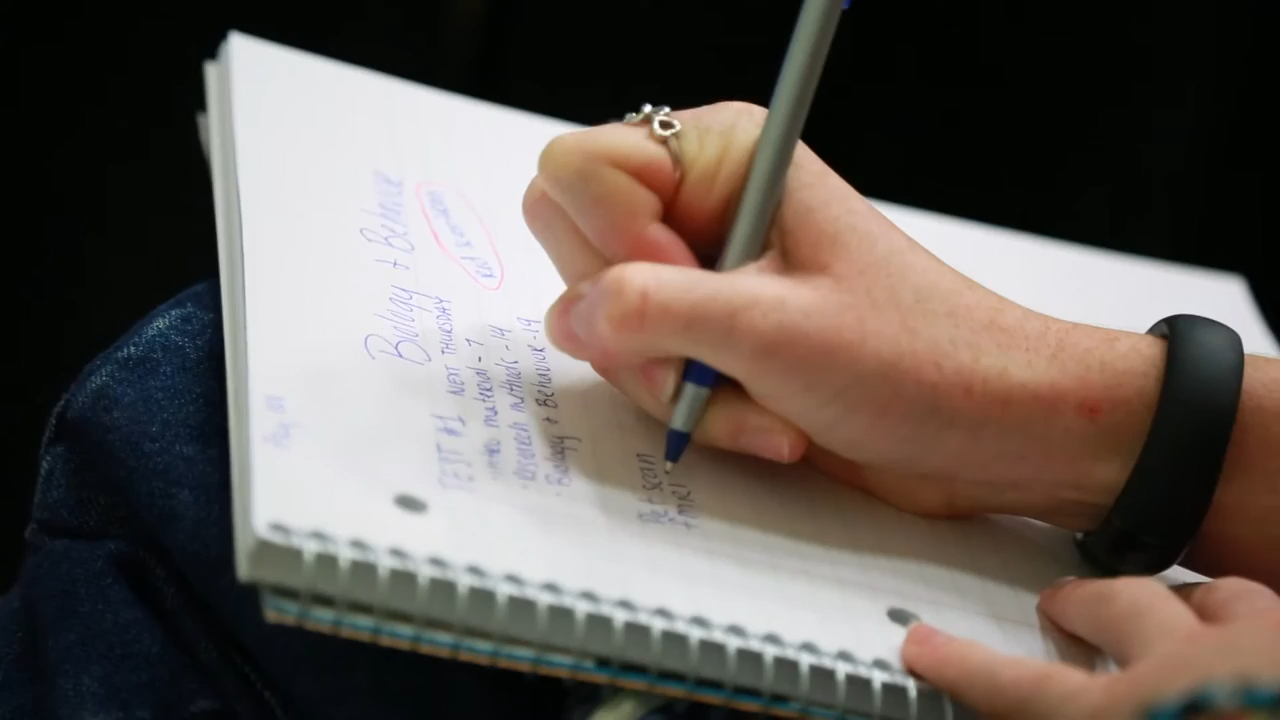 Biology + Behavior
TEST #1 NEXT THURSDAY
· intro material - 7
· research methods - 14
· Biology + Behavior - 19
Pet scan
fMRI